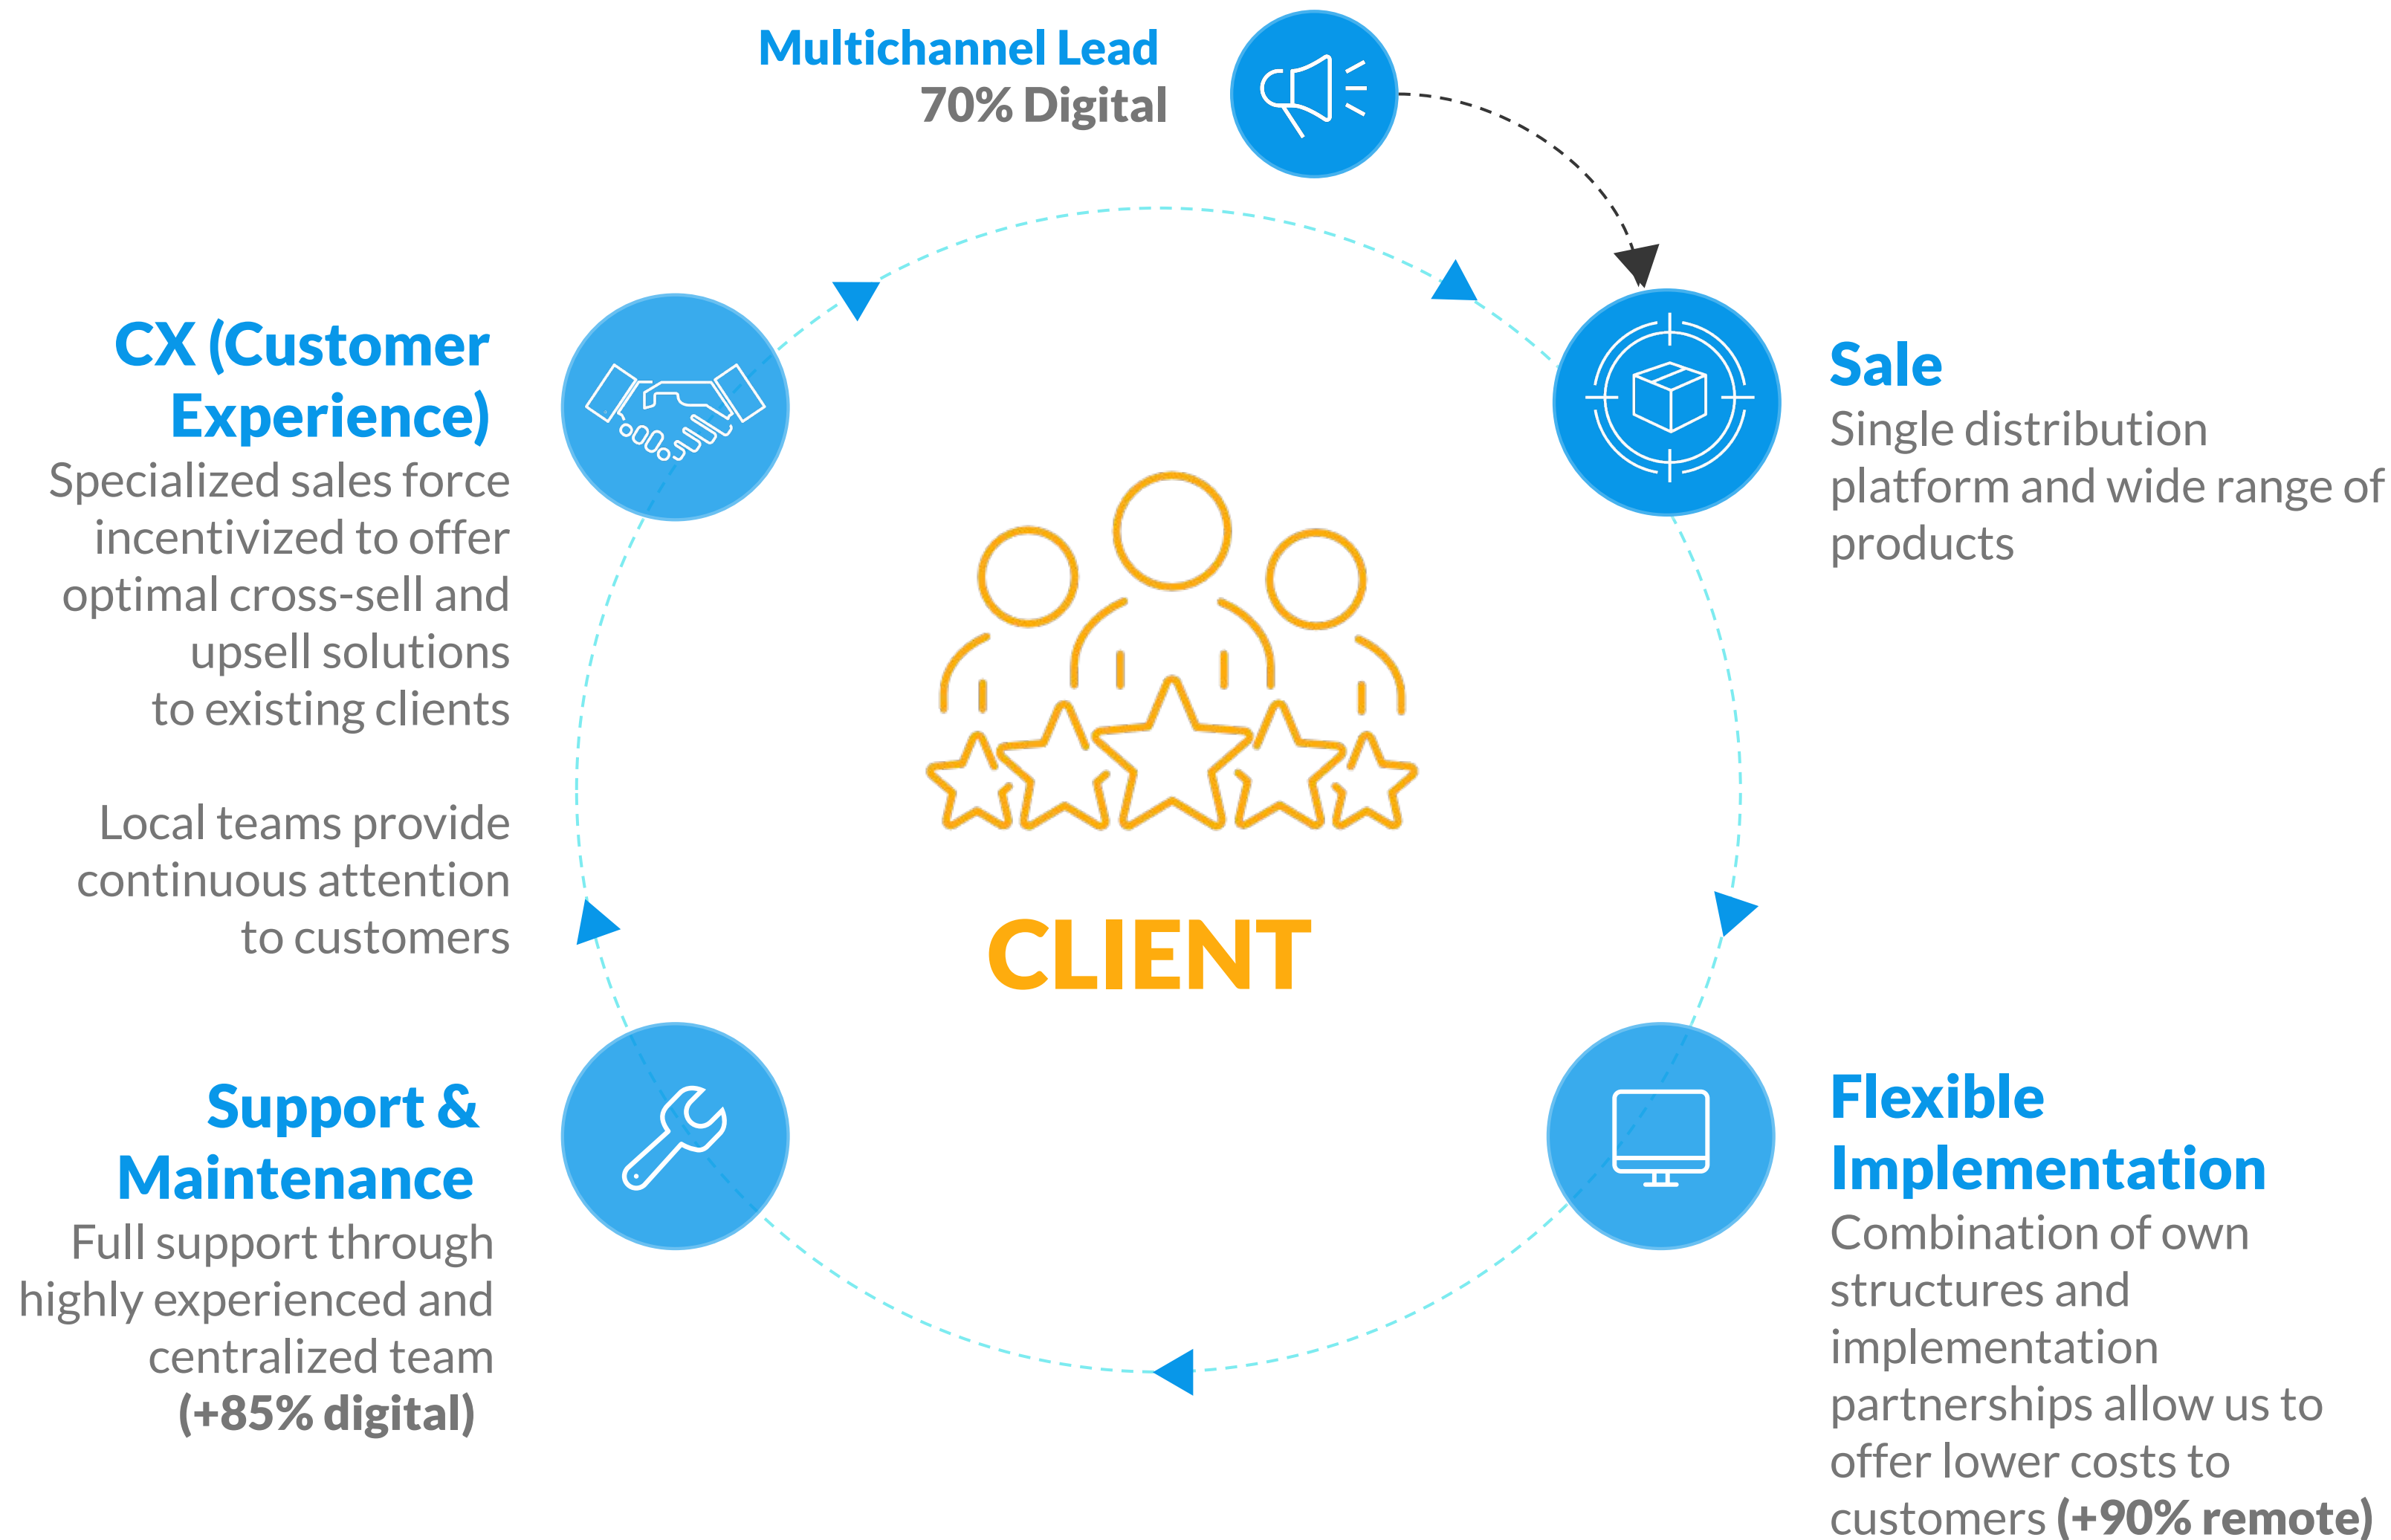 Multichannel Lead
70% Digital
CX (Customer
Experience)
Specialized sales force
incentivized to offer
optimal cross-sell and
upsell solutions
to existing clients
Local teams provide
continuous attention
to customers
Sale
Single distribution
platform and wide range of
products
CLIENT
Support &
Maintenance
Full support through
highly experienced and
centralized team
(+85% digital)
Flexible
Implementation
Combination of own
structures and
implementation
partnerships allow us to
offer lower costs to
customers (+90% remote)